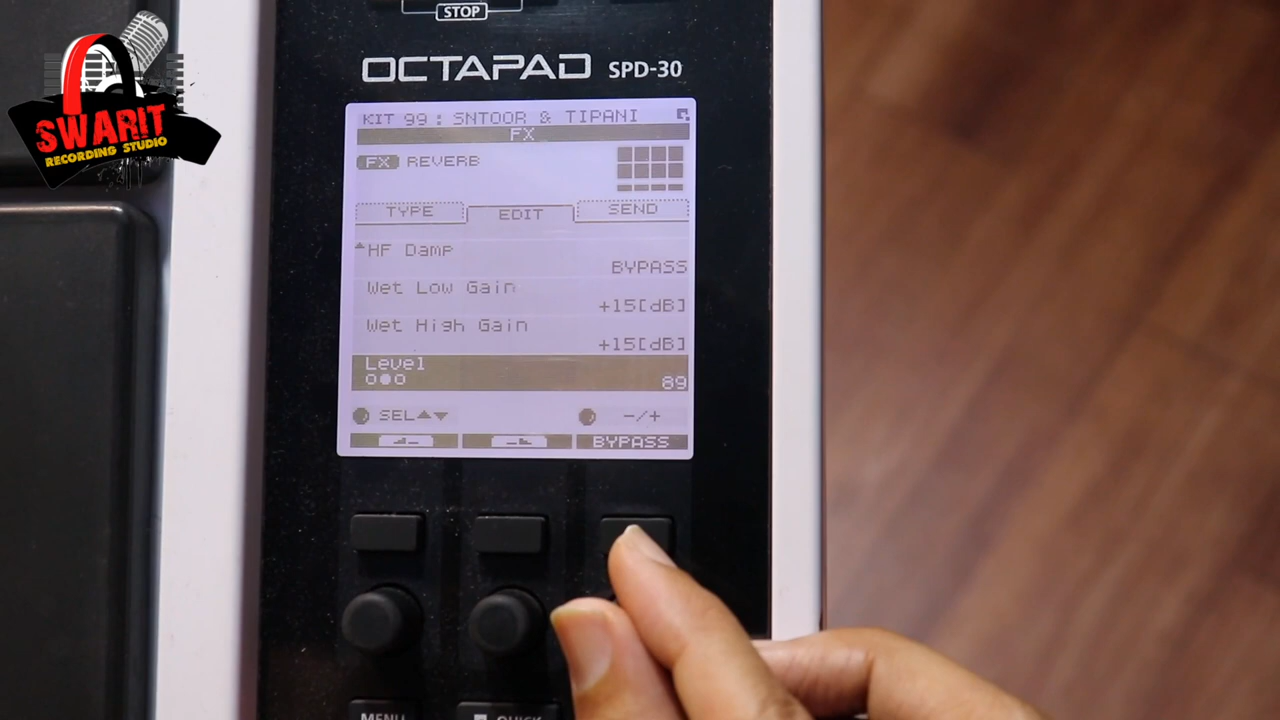 STOP
OCTAPAD SPD-30
SWARIT
RECORDING STUDIO
KIT 99: SNTOOR & TIPANI
FX
FX REVERB
TYPE EDIT SEND
HF Damp
BYPASS
Wet Low Gain
+15[dB]
Wet High Gain
+15[dB]
Level
89
SEL▲▼ -/+
BYPASS
MENU QUICK